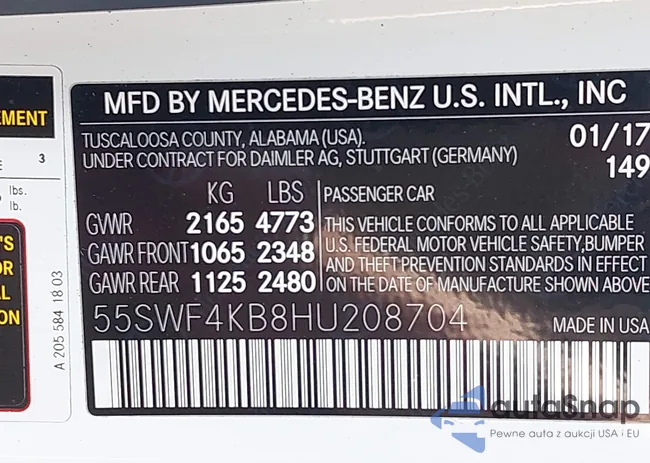 MFD BY MERCEDES-BENZ U.S. INTL., INC
TUSCALOOSA COUNTY, ALABAMA (USA). 01/17
UNDER CONTRACT FOR DAIMLER AG, STUTTGART (GERMANY) 149
KG LBS PASSENGER CAR
GVWR 2165 4773
GAWR FRONT 1065 2348
GAWR REAR 1125 2480
THIS VEHICLE CONFORMS TO ALL APPLICABLE
U.S. FEDERAL MOTOR VEHICLE SAFETY,BUMPER
AND THEFT PREVENTION STANDARDS IN EFFECT
ON THE DATE OF MANUFACTURE SHOWN ABOVE
55SWF4KB8HU208704 MADE IN USA
EMENT
E 3
lbs.
lb.
'S
OR
L
ON
A 205 584 18 03
autoSnap
Pewne auta z aukcji USA i EU